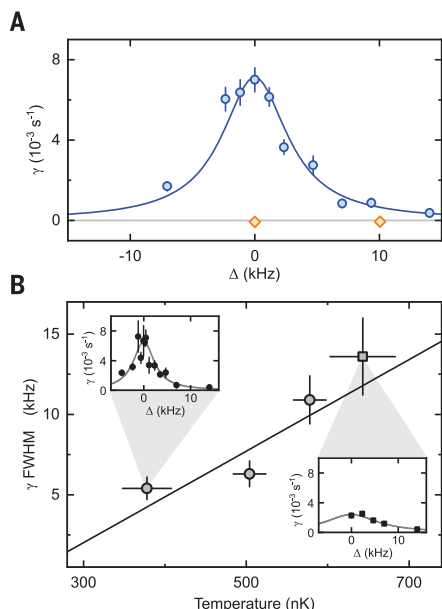 A
8
4
0
γ (10⁻³ s⁻¹)
-10 0 10
Δ (kHz)
B
15
10
5
γ FWHM (kHz)
8
6
4
2
0
γ (10⁻³ s⁻¹)
0 10
Δ (kHz)
8
4
0
γ (10⁻³ s⁻¹)
0 10
Δ (kHz)
300 500 700
Temperature (nK)